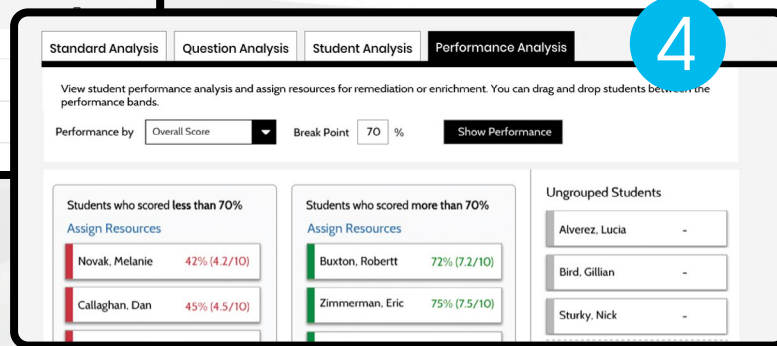 4
Standard Analysis Question Analysis Student Analysis Performance Analysis
View student performance analysis and assign resources for remediation or enrichment. You can drag and drop students between the
performance bands.
Performance by Overall Score Break Point 70 % Show Performance
Students who scored less than 70%
Assign Resources
Novak, Melanie 42% (4.2/10)
Callaghan, Dan 45% (4.5/10)
Students who scored more than 70%
Assign Resources
Buxton, Robertt 72% (7.2/10)
Zimmerman, Eric 75% (7.5/10)
Ungrouped Students
Alverez, Lucia -
Bird, Gillian -
Sturky, Nick -